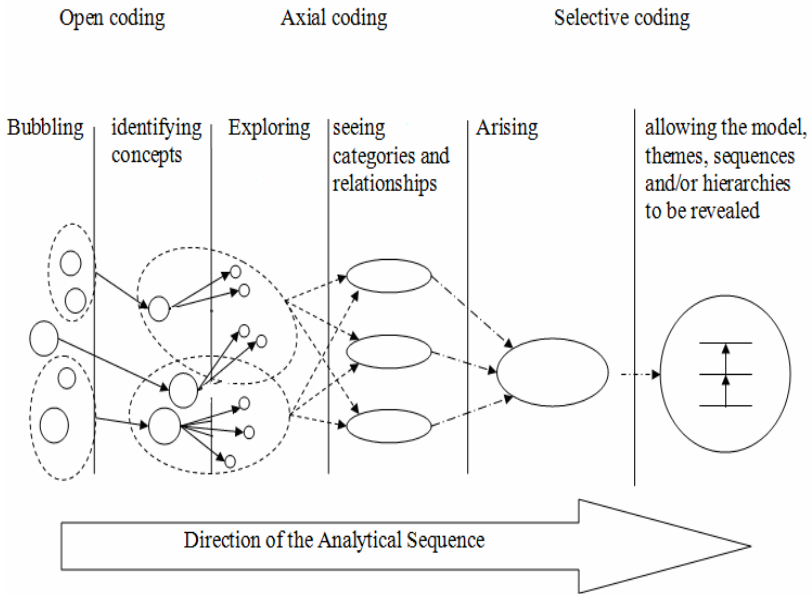 Open coding
Axial coding
Selective coding
Bubbling
identifying
concepts
Exploring
seeing
categories and
relationships
Arising
allowing the model,
themes, sequences
and/or hierarchies
to be revealed
Direction of the Analytical Sequence